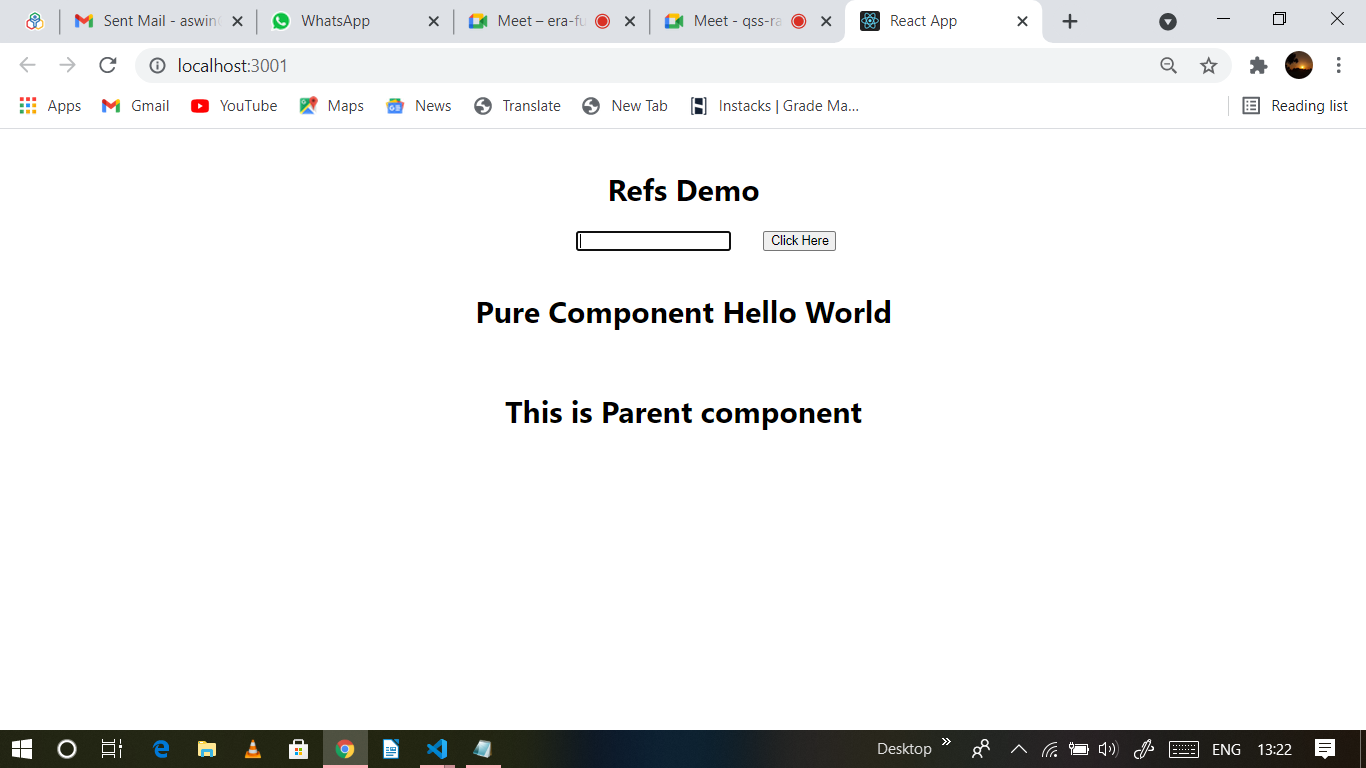 Sent Mail - aswin
WhatsApp
Meet – era-fu
Meet - qss-ra
React App
localhost:3001
Apps
Gmail
YouTube
Maps
News
Translate
New Tab
Instacks | Grade Ma...
Reading list
Refs Demo
Click Here
Pure Component Hello World
This is Parent component
Desktop
ENG
13:22